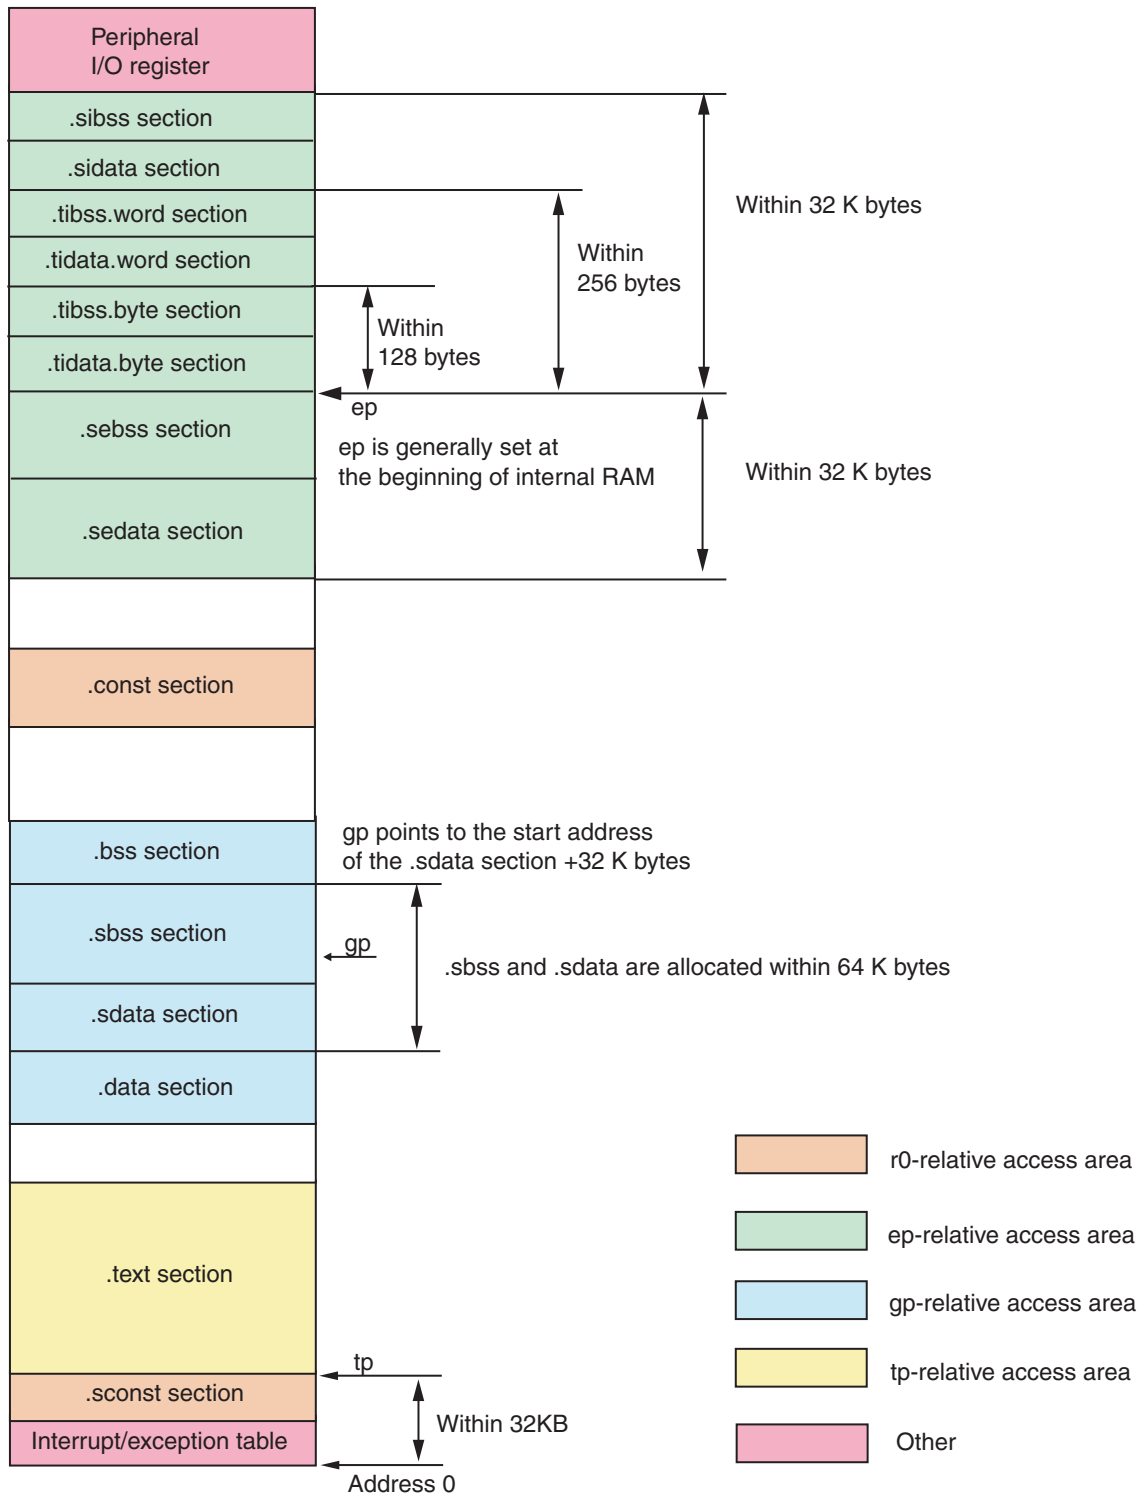 Peripheral
I/O register
.sibss section
.sidata section
.tibss.word section
.tidata.word section
.tibss.byte section
.tidata.byte section
.sebss section
.sedata section
.const section
.bss section
.sbss section
.sdata section
.data section
.text section
.sconst section
Interrupt/exception table
Within 32 K bytes
Within
256 bytes
Within
128 bytes
ep
ep is generally set at
the beginning of internal RAM
Within 32 K bytes
gp points to the start address
of the .sdata section +32 K bytes
gp
.sbss and .sdata are allocated within 64 K bytes
tp
Within 32KB
Address 0
r0-relative access area
ep-relative access area
gp-relative access area
tp-relative access area
Other